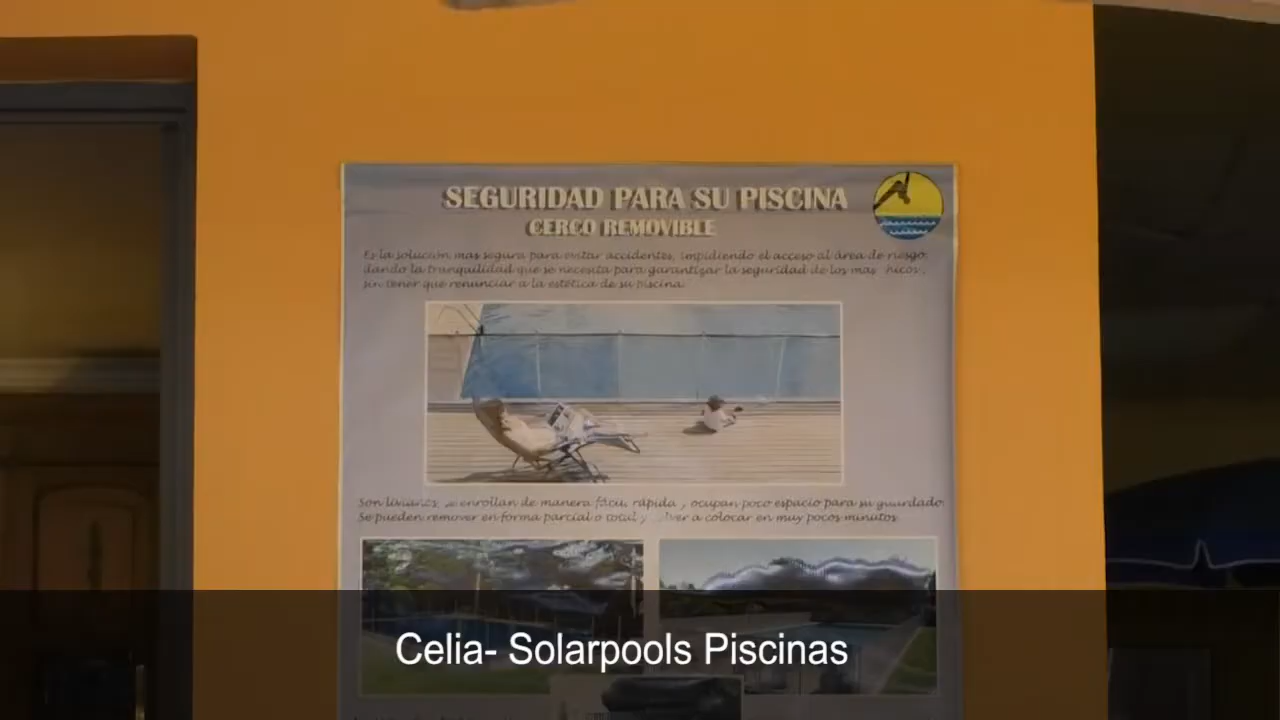 SEGURIDAD PARA SU PISCINA
CERCO REMOVIBLE
Es la solucion mas segura para evitar accidentes, impidiendo el acceso al área de riesgo,
dando la tranquilidad que se necesita para garantizar la seguridad de los mas hicos,
sin tener que renunciar a la estética de su piscina.
Son livianos, se enrollan de manera fácil, rápida, ocupan poco espacio para su guardado.
Se pueden remover en forma parcial o total y a colocar en muy pocos minutos
Celia- Solarpools Piscinas